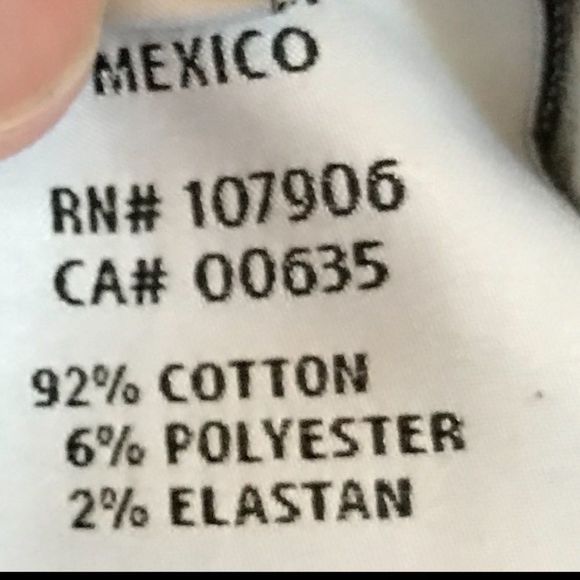 MEXICO
RN# 107906
CA# 00635
92% COTTON
6% POLYESTER
2% ELASTAN